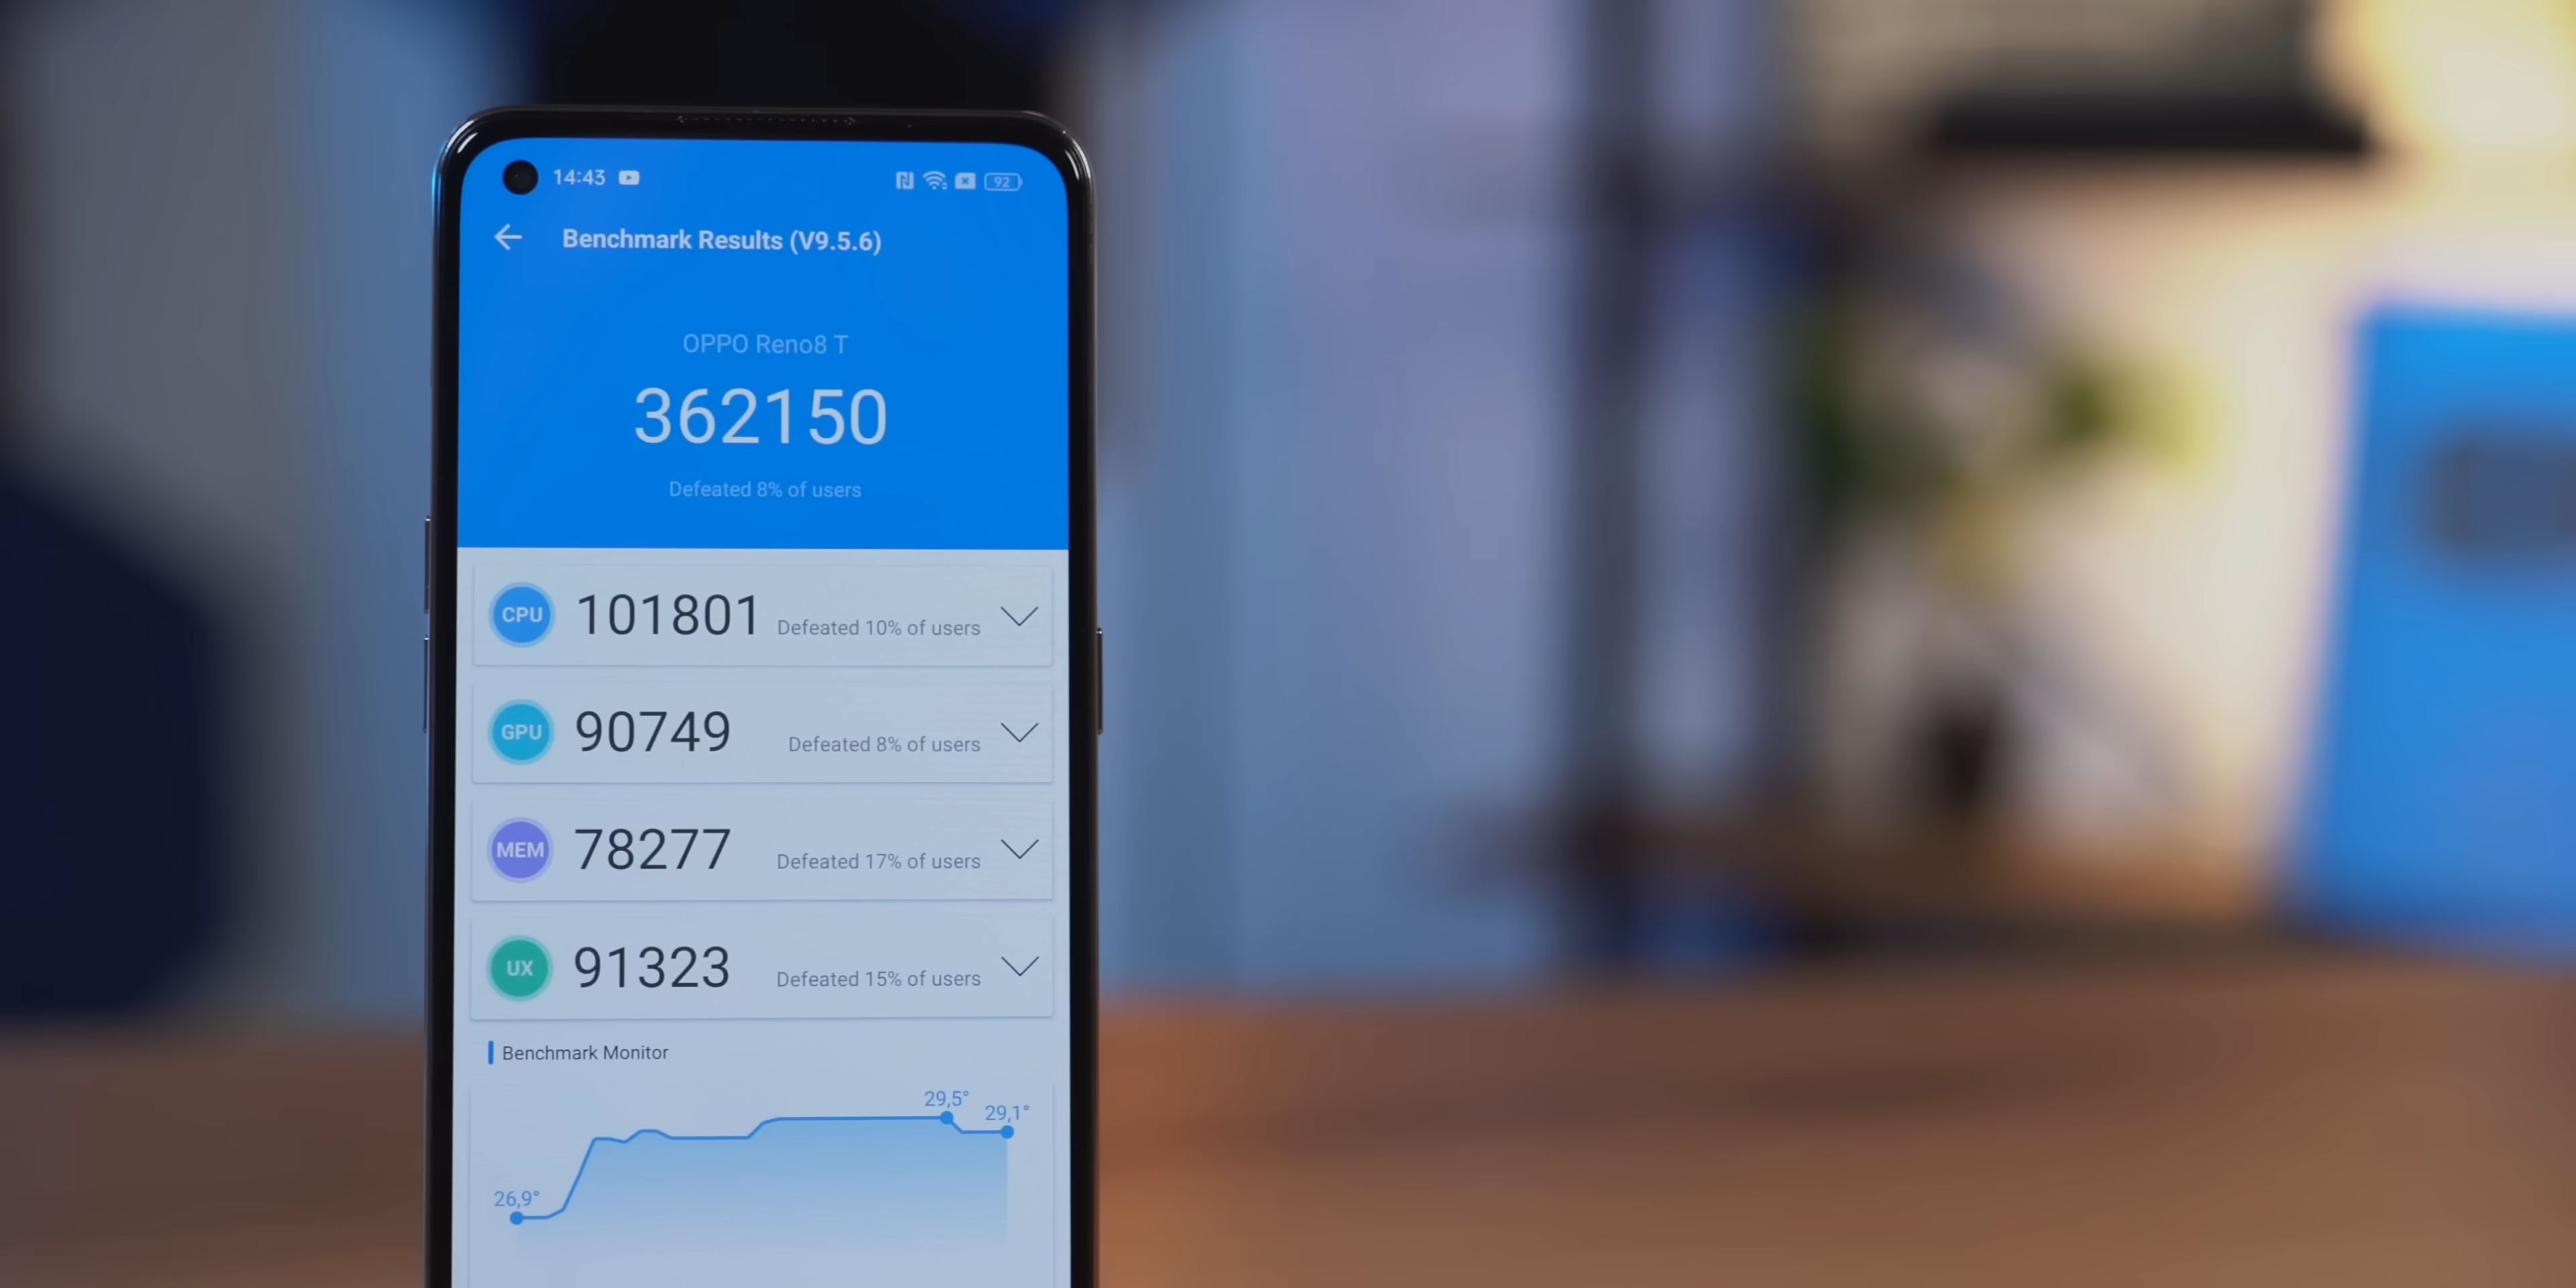 14:43 92
Benchmark Results (V9.5.6)
OPPO Reno8 T
362150
Defeated 8% of users
CPU 101801 Defeated 10% of users
GPU 90749 Defeated 8% of users
MEM 78277 Defeated 17% of users
UX 91323 Defeated 15% of users
Benchmark Monitor
29,5°
29,1°
26,9°